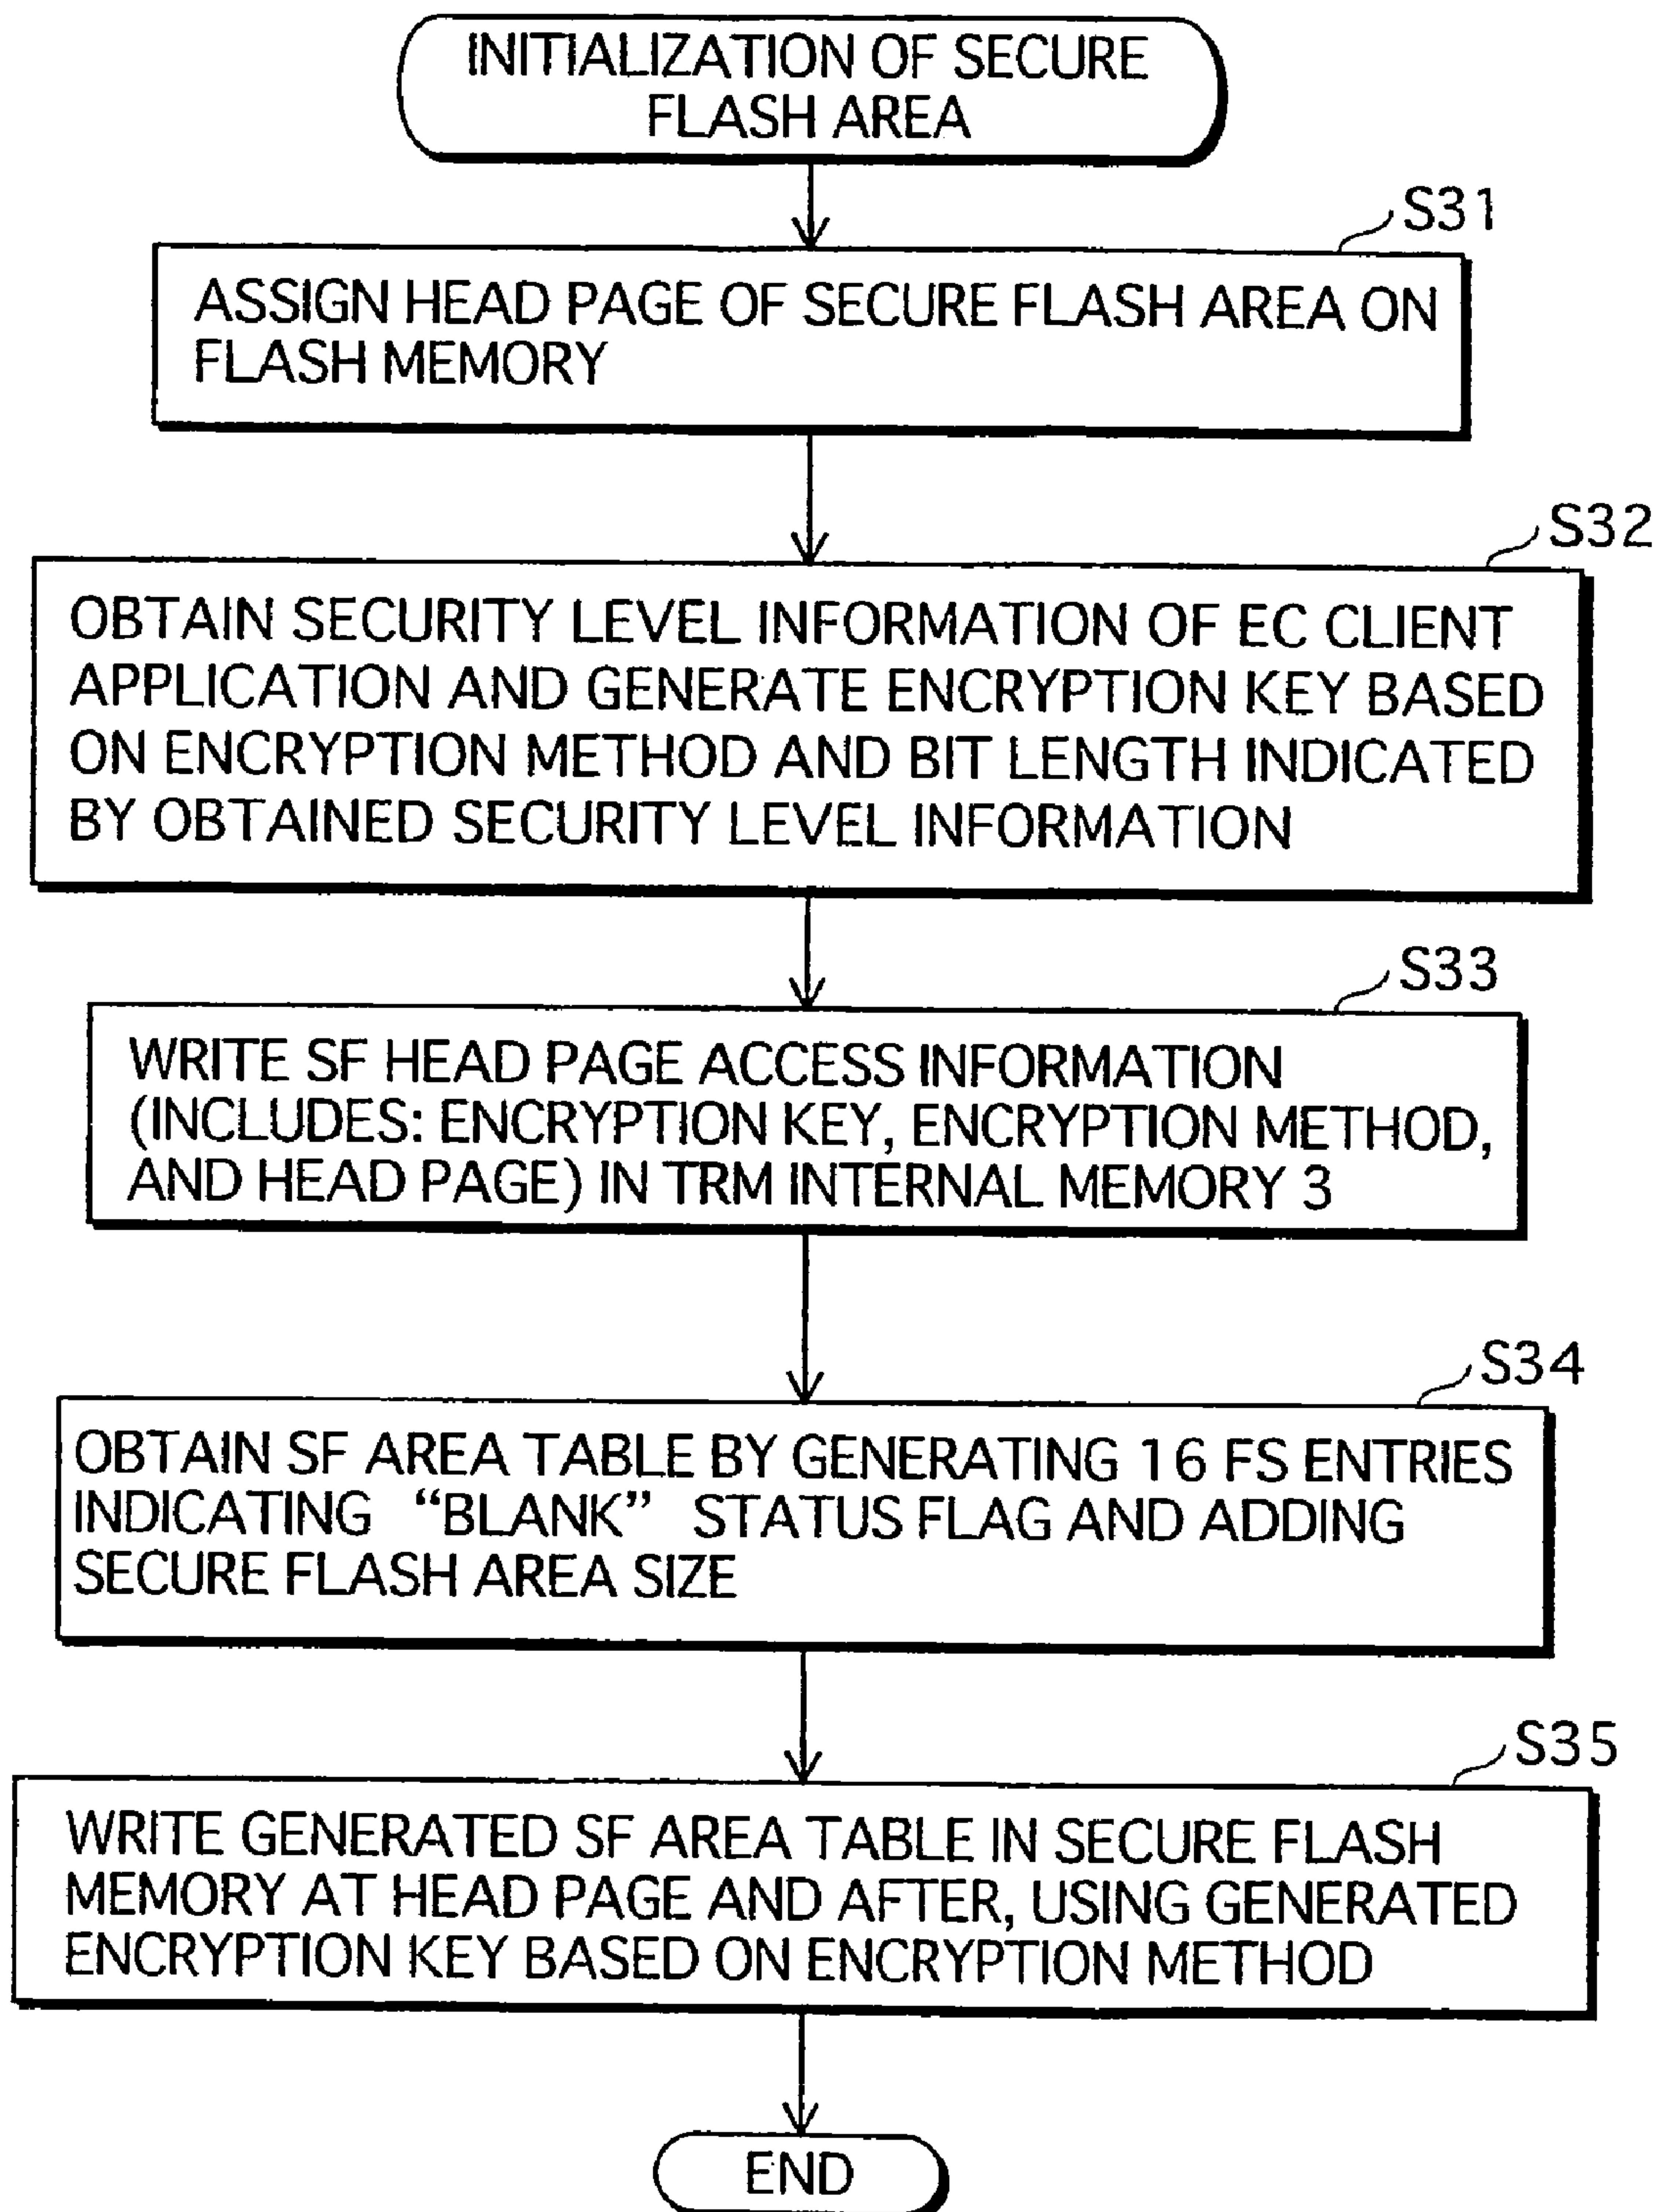 INITIALIZATION OF SECURE
FLASH AREA
S31
ASSIGN HEAD PAGE OF SECURE FLASH AREA ON
FLASH MEMORY
S32
OBTAIN SECURITY LEVEL INFORMATION OF EC CLIENT
APPLICATION AND GENERATE ENCRYPTION KEY BASED
ON ENCRYPTION METHOD AND BIT LENGTH INDICATED
BY OBTAINED SECURITY LEVEL INFORMATION
S33
WRITE SF HEAD PAGE ACCESS INFORMATION
(INCLUDES: ENCRYPTION KEY, ENCRYPTION METHOD,
AND HEAD PAGE) IN TRM INTERNAL MEMORY 3
S34
OBTAIN SF AREA TABLE BY GENERATING 16 FS ENTRIES
INDICATING “BLANK” STATUS FLAG AND ADDING
SECURE FLASH AREA SIZE
S35
WRITE GENERATED SF AREA TABLE IN SECURE FLASH
MEMORY AT HEAD PAGE AND AFTER, USING GENERATED
ENCRYPTION KEY BASED ON ENCRYPTION METHOD
END